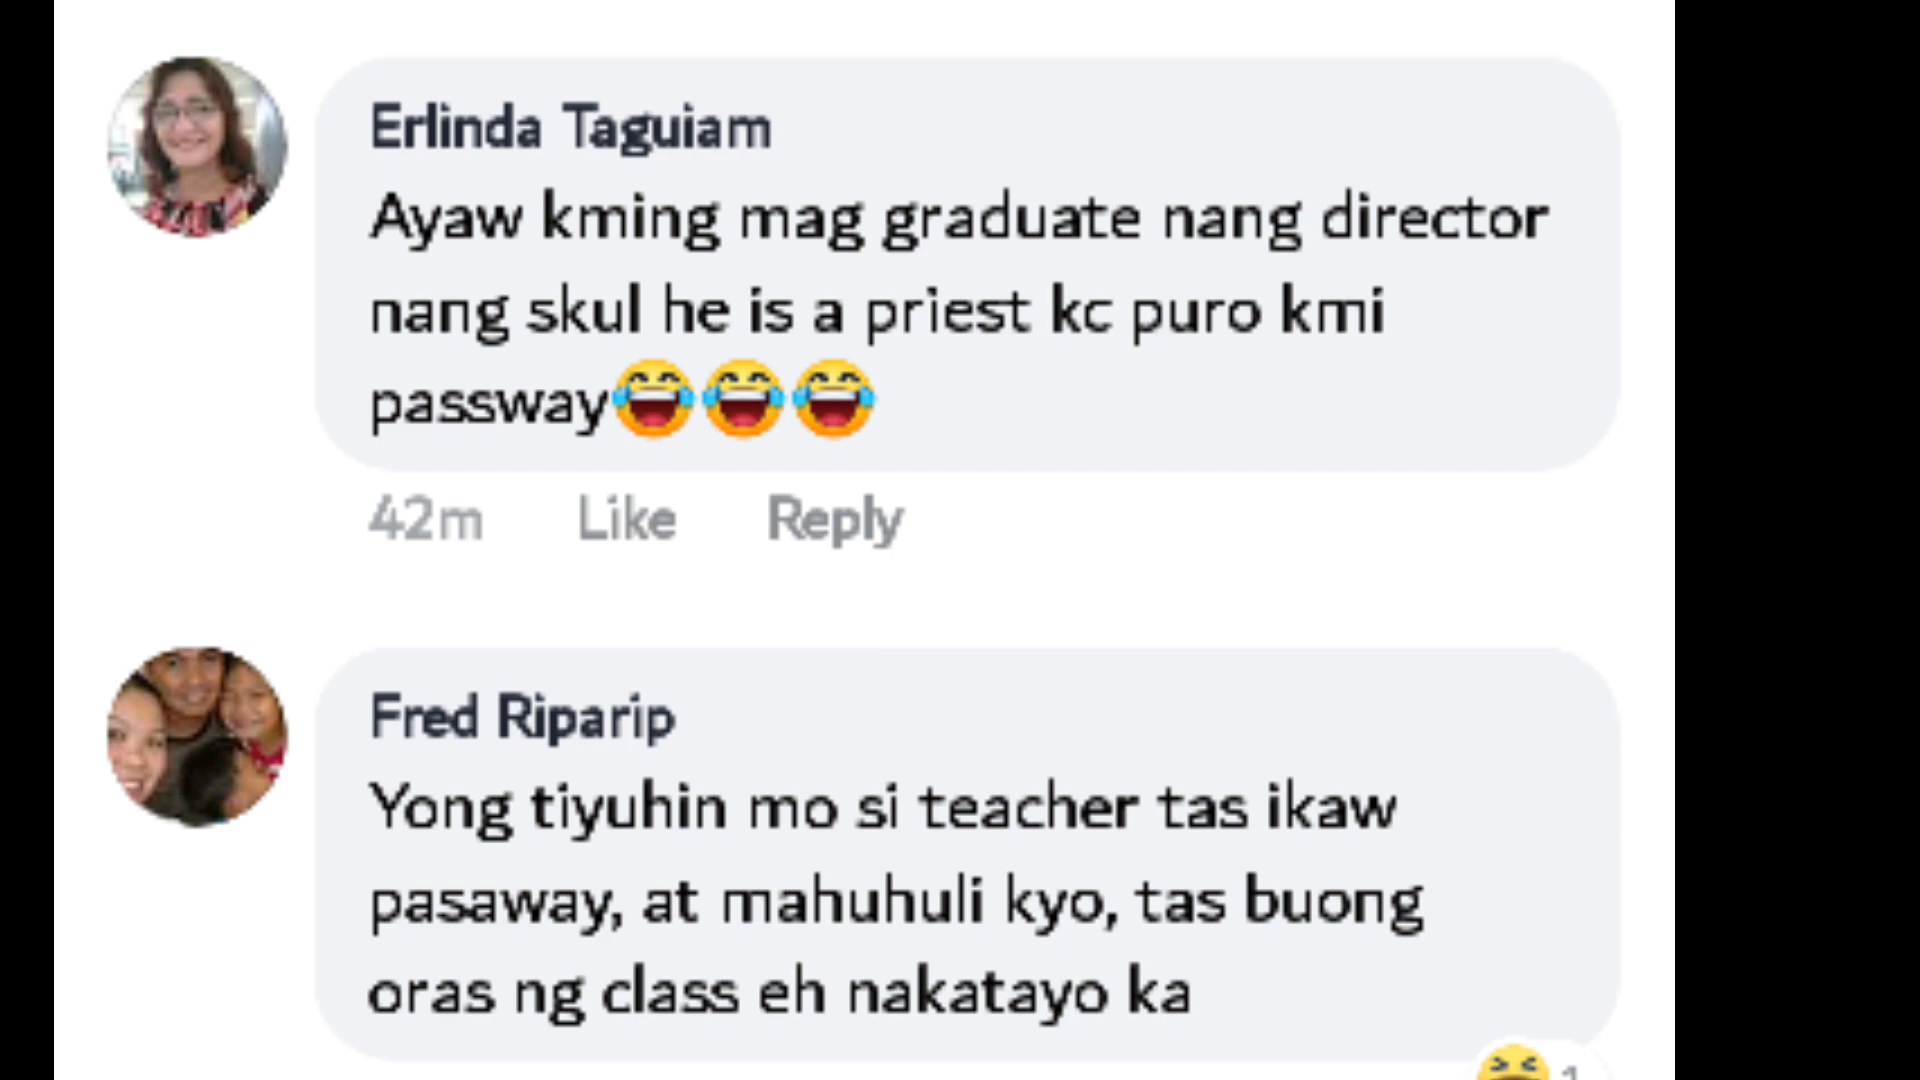 Erlinda Taguiam
Ayaw kming mag graduate nang director
nang skul he is a priest kc puro kmi
passway😂😂😂
42m Like Reply
Fred Riparip
Yong tiyuhin mo si teacher tas ikaw
pasaway, at mahuhuli kyo, tas buong
oras ng class eh nakatayo ka
1